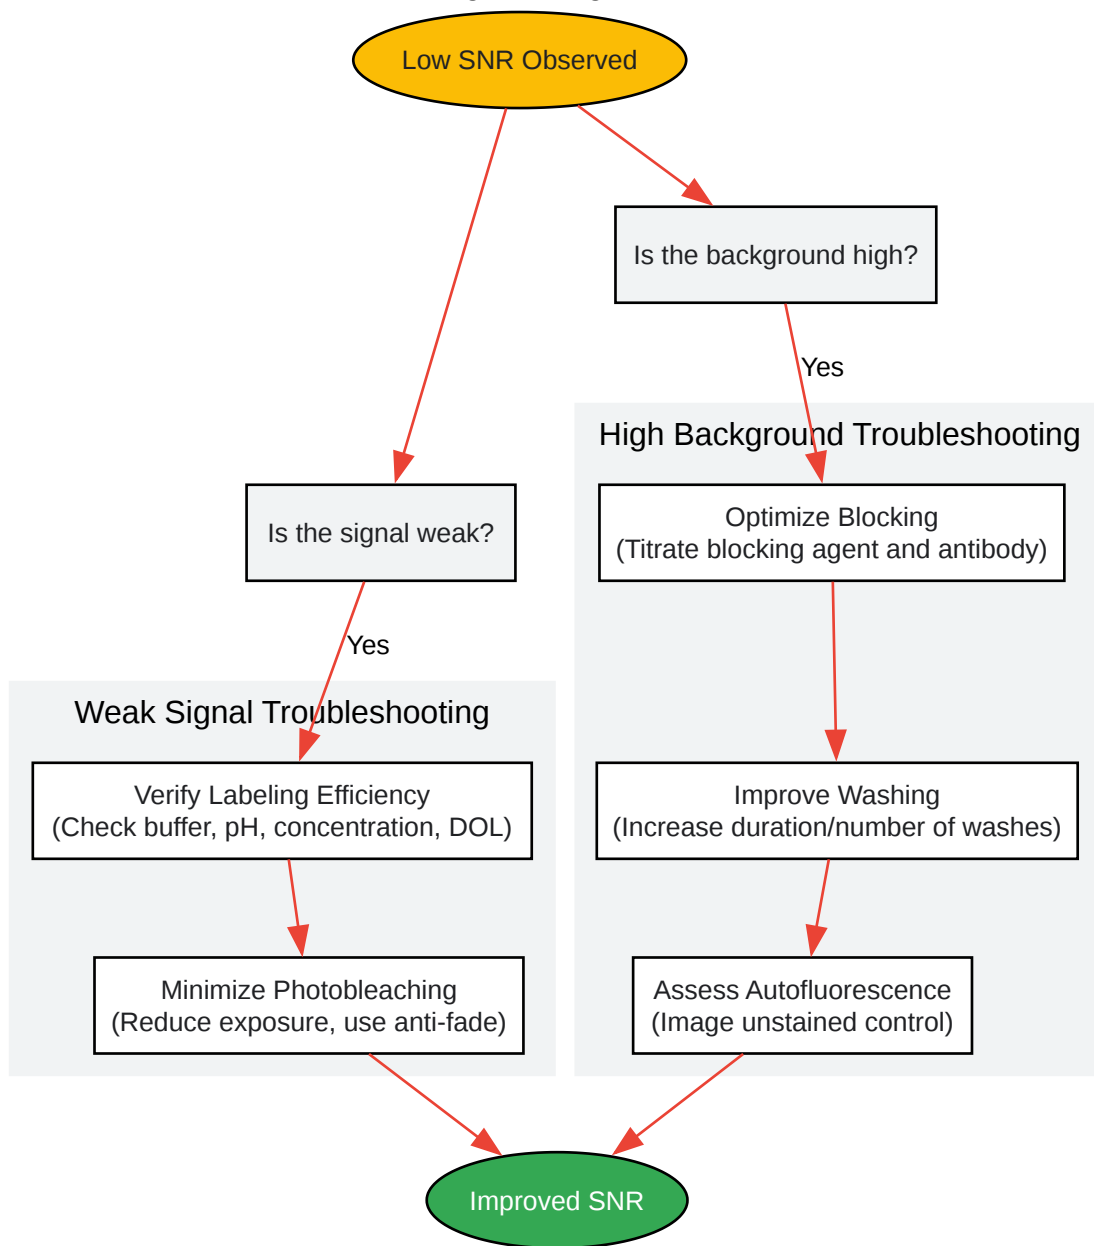 Low SNR Observed
Is the background high?
Yes
High Background Troubleshooting
Optimize Blocking
(Titrate blocking agent and antibody)
Is the signal weak?
Yes
Weak Signal Troubleshooting
Verify Labeling Efficiency
(Check buffer, pH, concentration, DOL)
Improve Washing
(Increase duration/number of washes)
Minimize Photobleaching
(Reduce exposure, use anti-fade)
Assess Autofluorescence
(Image unstained control)
Improved SNR